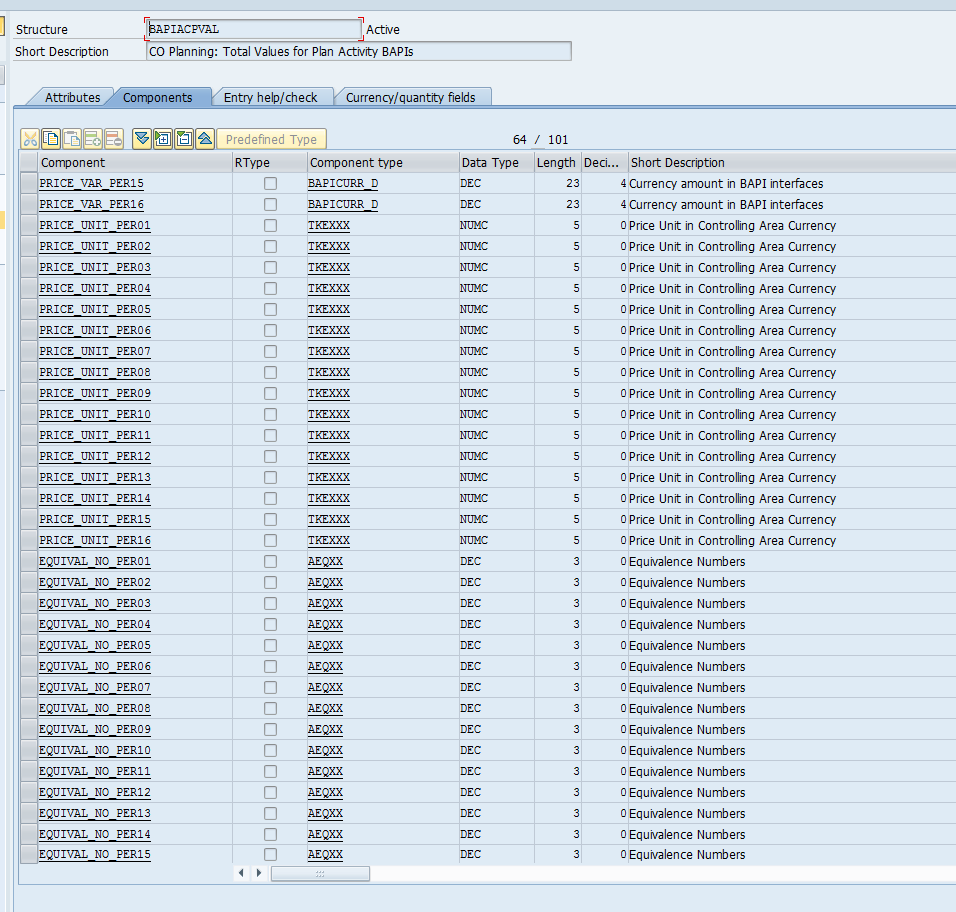 Structure BAPIACPVAL Active
Short Description CO Planning: Total Values for Plan Activity BAPIs
Attributes Components Entry help/check Currency/quantity fields
Predefined Type 64 / 101
Component RType Component type Data Type Length Deci... Short Description
PRICE_VAR_PER15 BAPICURR_D DEC 23 4 Currency amount in BAPI interfaces
PRICE_VAR_PER16 BAPICURR_D DEC 23 4 Currency amount in BAPI interfaces
PRICE_UNIT_PER01 TKEXXX NUMC 5 0 Price Unit in Controlling Area Currency
PRICE_UNIT_PER02 TKEXXX NUMC 5 0 Price Unit in Controlling Area Currency
PRICE_UNIT_PER03 TKEXXX NUMC 5 0 Price Unit in Controlling Area Currency
PRICE_UNIT_PER04 TKEXXX NUMC 5 0 Price Unit in Controlling Area Currency
PRICE_UNIT_PER05 TKEXXX NUMC 5 0 Price Unit in Controlling Area Currency
PRICE_UNIT_PER06 TKEXXX NUMC 5 0 Price Unit in Controlling Area Currency
PRICE_UNIT_PER07 TKEXXX NUMC 5 0 Price Unit in Controlling Area Currency
PRICE_UNIT_PER08 TKEXXX NUMC 5 0 Price Unit in Controlling Area Currency
PRICE_UNIT_PER09 TKEXXX NUMC 5 0 Price Unit in Controlling Area Currency
PRICE_UNIT_PER10 TKEXXX NUMC 5 0 Price Unit in Controlling Area Currency
PRICE_UNIT_PER11 TKEXXX NUMC 5 0 Price Unit in Controlling Area Currency
PRICE_UNIT_PER12 TKEXXX NUMC 5 0 Price Unit in Controlling Area Currency
PRICE_UNIT_PER13 TKEXXX NUMC 5 0 Price Unit in Controlling Area Currency
PRICE_UNIT_PER14 TKEXXX NUMC 5 0 Price Unit in Controlling Area Currency
PRICE_UNIT_PER15 TKEXXX NUMC 5 0 Price Unit in Controlling Area Currency
PRICE_UNIT_PER16 TKEXXX NUMC 5 0 Price Unit in Controlling Area Currency
EQUIVAL_NO_PER01 AEQXX DEC 3 0 Equivalence Numbers
EQUIVAL_NO_PER02 AEQXX DEC 3 0 Equivalence Numbers
EQUIVAL_NO_PER03 AEQXX DEC 3 0 Equivalence Numbers
EQUIVAL_NO_PER04 AEQXX DEC 3 0 Equivalence Numbers
EQUIVAL_NO_PER05 AEQXX DEC 3 0 Equivalence Numbers
EQUIVAL_NO_PER06 AEQXX DEC 3 0 Equivalence Numbers
EQUIVAL_NO_PER07 AEQXX DEC 3 0 Equivalence Numbers
EQUIVAL_NO_PER08 AEQXX DEC 3 0 Equivalence Numbers
EQUIVAL_NO_PER09 AEQXX DEC 3 0 Equivalence Numbers
EQUIVAL_NO_PER10 AEQXX DEC 3 0 Equivalence Numbers
EQUIVAL_NO_PER11 AEQXX DEC 3 0 Equivalence Numbers
EQUIVAL_NO_PER12 AEQXX DEC 3 0 Equivalence Numbers
EQUIVAL_NO_PER13 AEQXX DEC 3 0 Equivalence Numbers
EQUIVAL_NO_PER14 AEQXX DEC 3 0 Equivalence Numbers
EQUIVAL_NO_PER15 AEQXX DEC 3 0 Equivalence Numbers